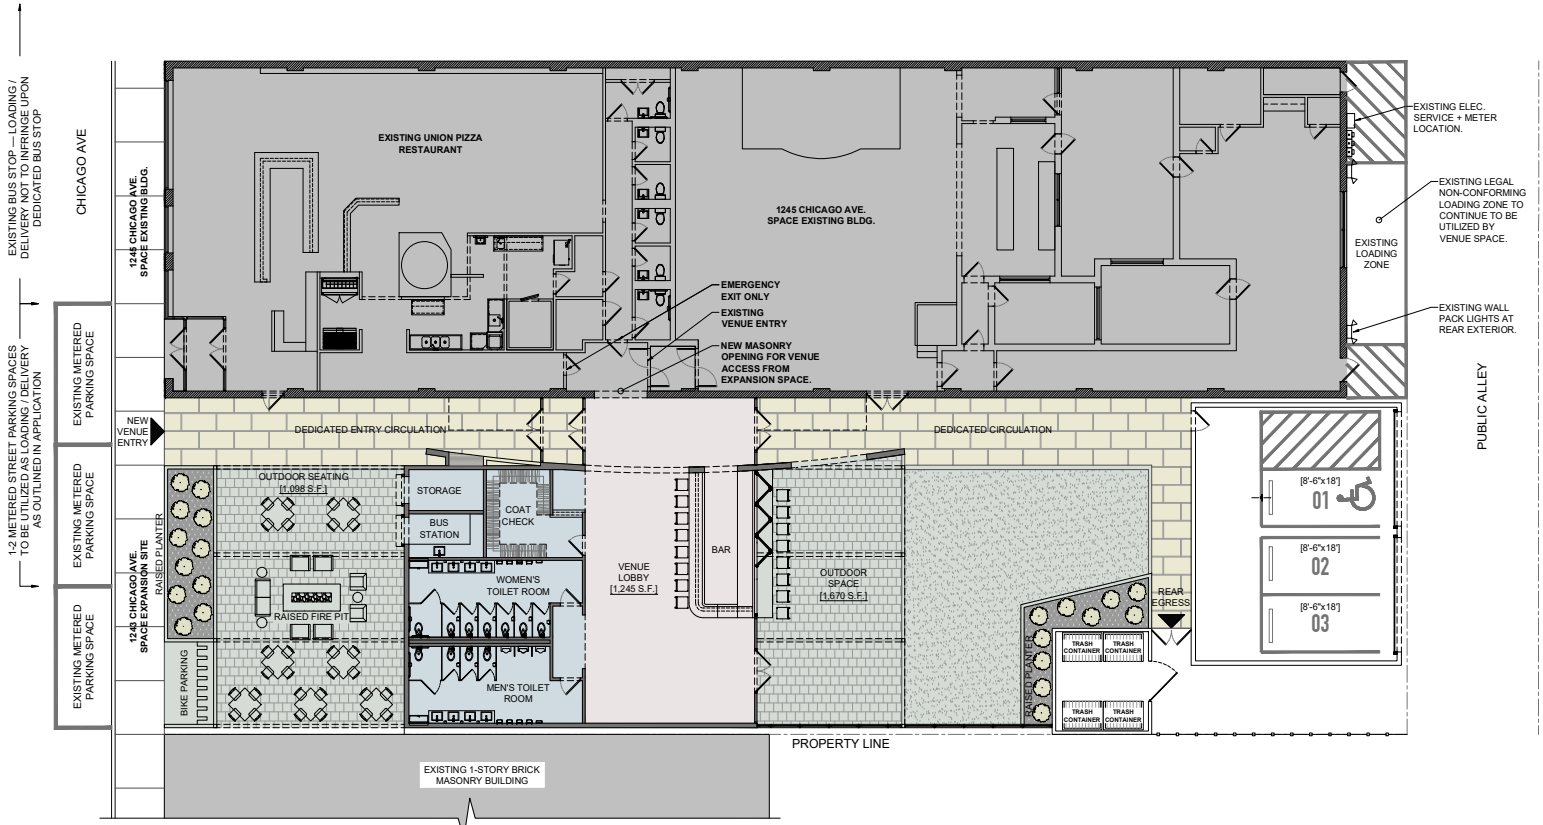 EXISTING BUS STOP — LOADING /
DELIVERY NOT TO INFRINGE UPON
DEDICATED BUS STOP
CHICAGO AVE
1245 CHICAGO AVE.
SPACE EXISTING BLDG.
EXISTING UNION PIZZA
RESTAURANT
1245 CHICAGO AVE.
SPACE EXISTING BLDG.
EXISTING ELEC.
SERVICE + METER
LOCATION.
EXISTING LEGAL
NON-CONFORMING
LOADING ZONE TO
CONTINUE TO BE
UTILIZED BY
VENUE SPACE.
EXISTING
LOADING
ZONE
EXISTING WALL
PACK LIGHTS AT
REAR EXTERIOR.
EMERGENCY
EXIT ONLY
EXISTING
VENUE ENTRY
NEW MASONRY
OPENING FOR VENUE
ACCESS FROM
EXPANSION SPACE.
PUBLIC ALLEY
1-2 METERED STREET PARKING SPACES
TO BE UTILIZED AS LOADING / DELIVERY
AS OUTLINED IN APPLICATION
EXISTING METERED
PARKING SPACE
EXISTING METERED
PARKING SPACE
EXISTING METERED
PARKING SPACE
NEW
VENUE
ENTRY
DEDICATED ENTRY CIRCULATION
DEDICATED CIRCULATION
1243 CHICAGO AVE.
SPACE EXPANSION SITE
RAISED PLANTER
OUTDOOR SEATING
[1,098 S.F.]
STORAGE
BUS
STATION
COAT
CHECK
WOMEN'S
TOILET ROOM
MEN'S TOILET
ROOM
RAISED FIRE PIT
BIKE PARKING
VENUE
LOBBY
[1,245 S.F.]
BAR
OUTDOOR
SPACE
[1,670 S.F.]
RAISED PLANTER
REAR
EGRESS
TRASH
CONTAINER
TRASH
CONTAINER
TRASH
CONTAINER
TRASH
CONTAINER
[8'-6"x18']
01
[8'-6"x18']
02
[8'-6"x18']
03
PROPERTY LINE
EXISTING 1-STORY BRICK
MASONRY BUILDING